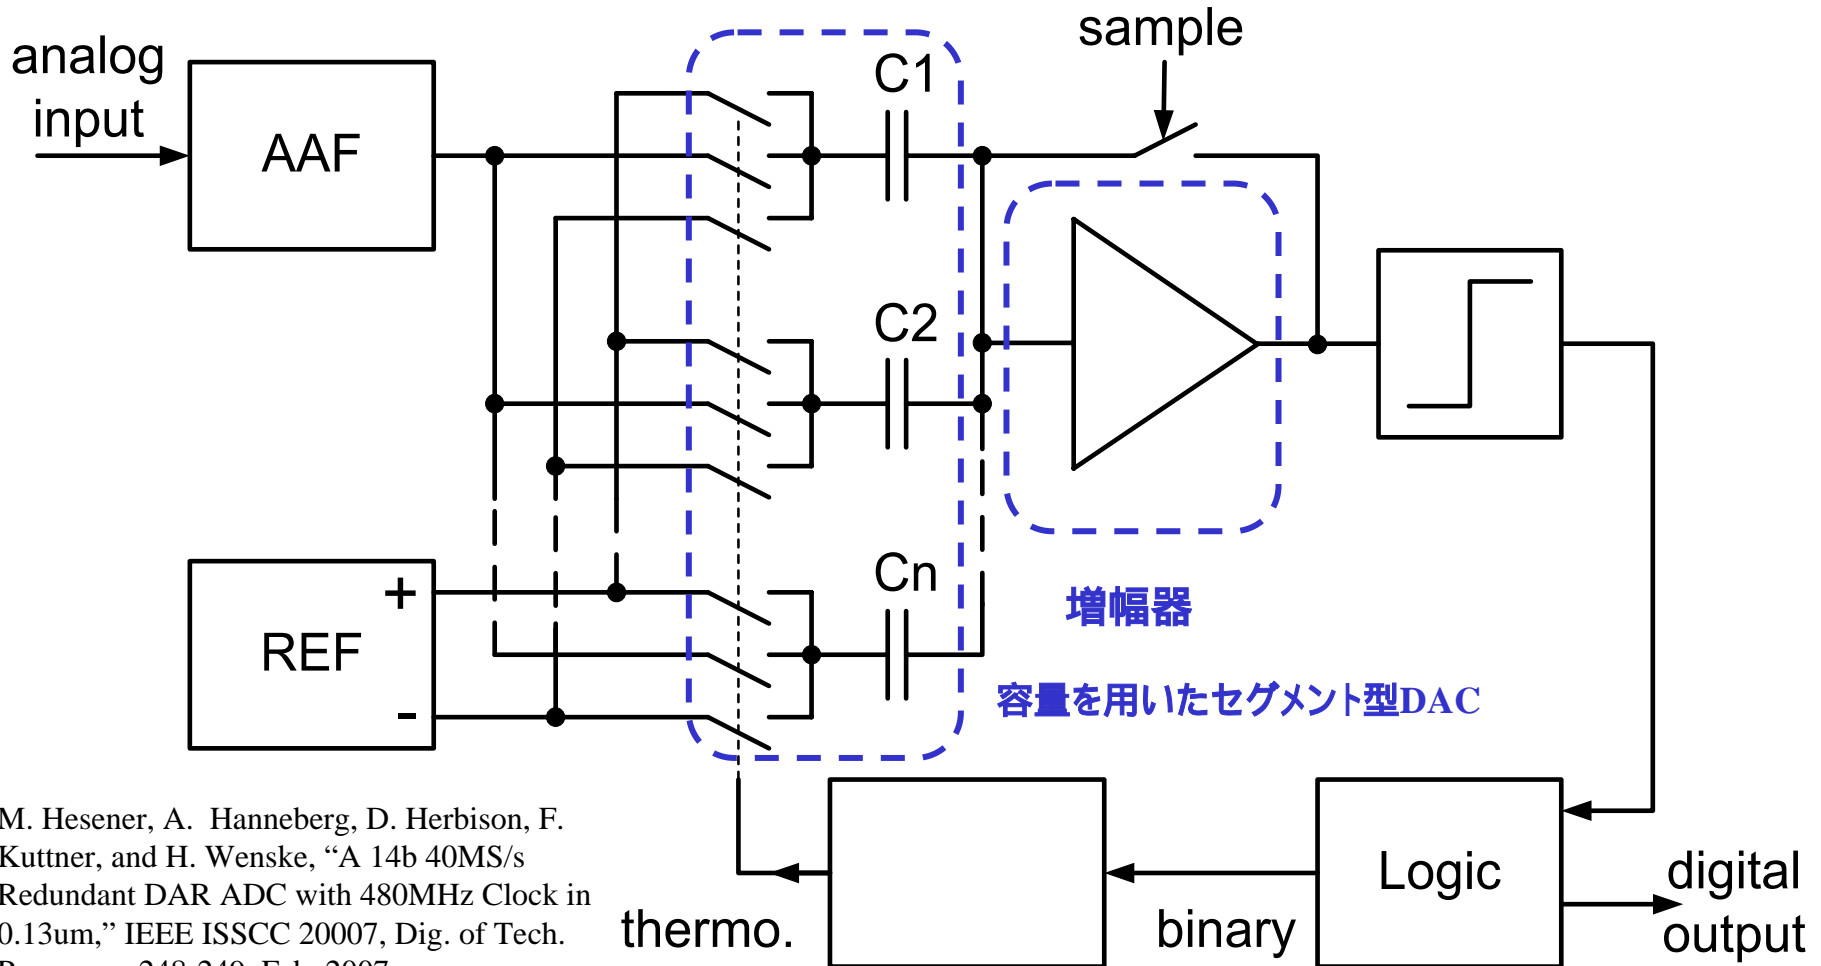 analog
input
AAF
C1
sample
C2
Cn
REF
+
-
増幅器
容量を用いたセグメント型DAC
M. Hesener, A. Hanneberg, D. Herbison, F.
Kuttner, and H. Wenske, “A 14b 40MS/s
Redundant DAR ADC with 480MHz Clock in
0.13um,” IEEE ISSCC 20007, Dig. of Tech.
thermo.
binary
Logic
digital
output